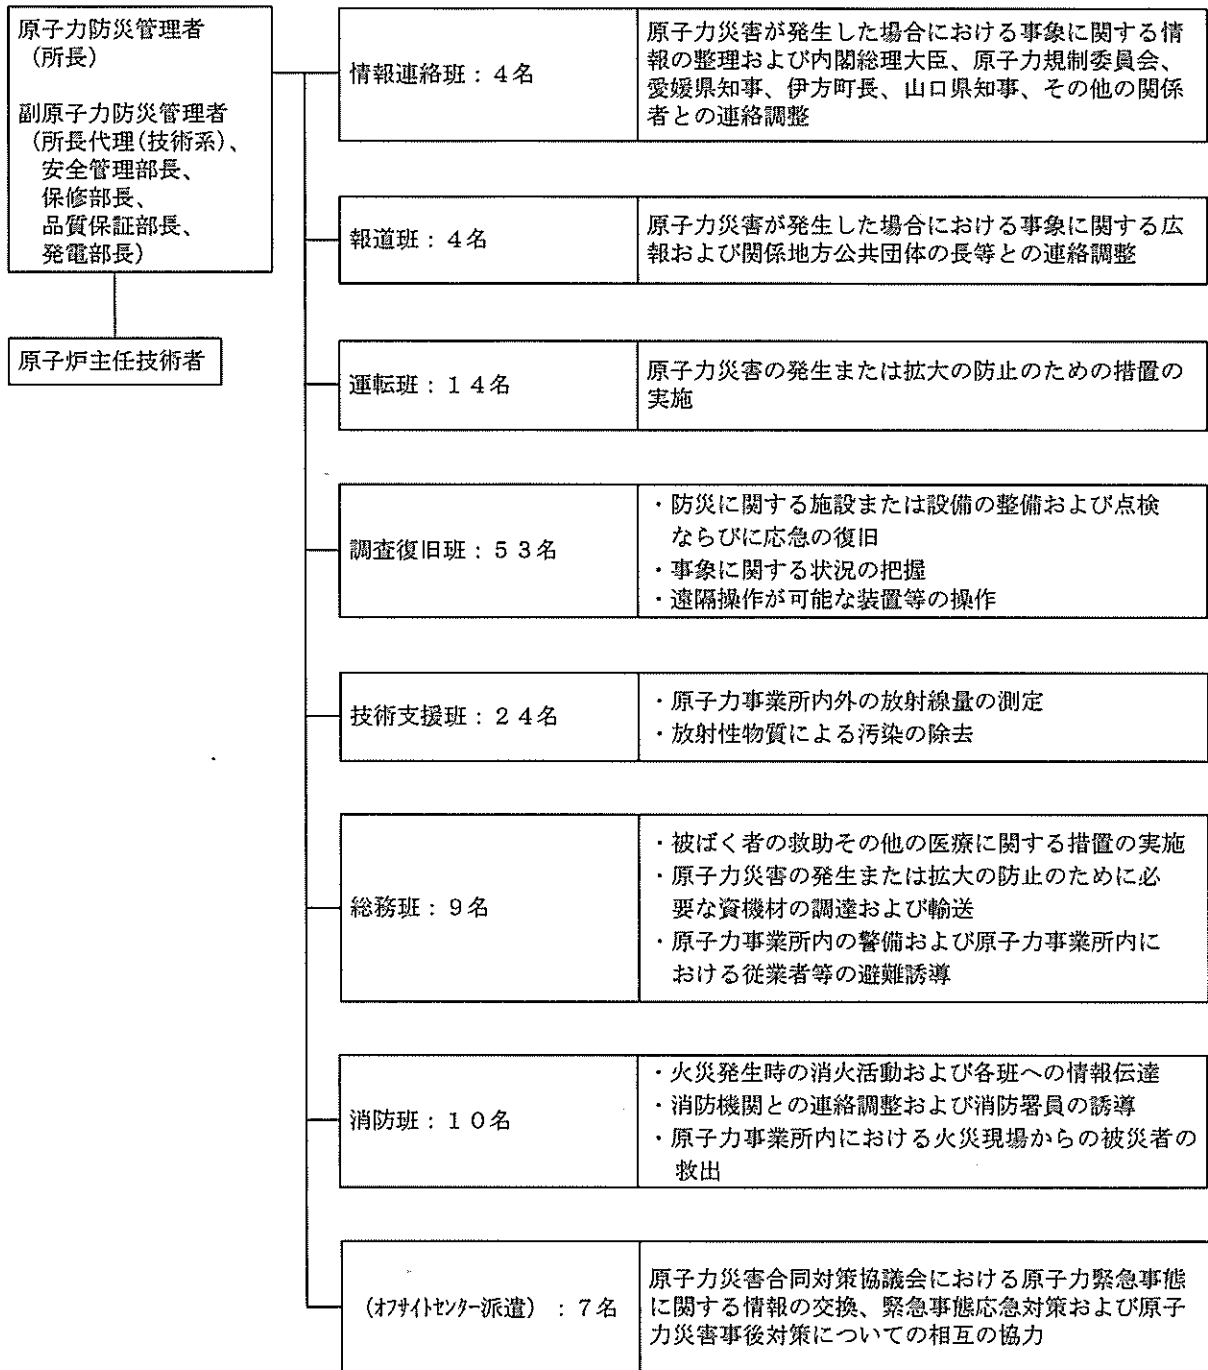 原子力防災管理者
（所長）
副原子力防災管理者
（所長代理(技術系)、
安全管理部長、
保修部長、
品質保証部長、
発電部長）
原子炉主任技術者
情報連絡班：４名
原子力災害が発生した場合における事象に関する情
報の整理および内閣総理大臣、原子力規制委員会、
愛媛県知事、伊方町長、山口県知事、その他の関係
者との連絡調整
報道班：４名
原子力災害が発生した場合における事象に関する広
報および関係地方公共団体の長等との連絡調整
運転班：１４名
原子力災害の発生または拡大の防止のための措置の
実施
調査復旧班：５３名
・防災に関する施設または設備の整備および点検
ならびに応急の復旧
・事象に関する状況の把握
・遠隔操作が可能な装置等の操作
技術支援班：２４名
・原子力事業所内外の放射線量の測定
・放射性物質による汚染の除去
総務班：９名
・被ばく者の救助その他の医療に関する措置の実施
・原子力災害の発生または拡大の防止のために必
要な資機材の調達および輸送
・原子力事業所内の警備および原子力事業所内に
おける従業者等の避難誘導
消防班：１０名
・火災発生時の消火活動および各班への情報伝達
・消防機関との連絡調整および消防署員の誘導
・原子力事業所内における火災現場からの被災者の
救出
（ｵﾌｻｲﾄｾﾝﾀｰ派遣）：７名
原子力災害合同対策協議会における原子力緊急事態
に関する情報の交換、緊急事態応急対策および原子
力災害事後対策についての相互の協力